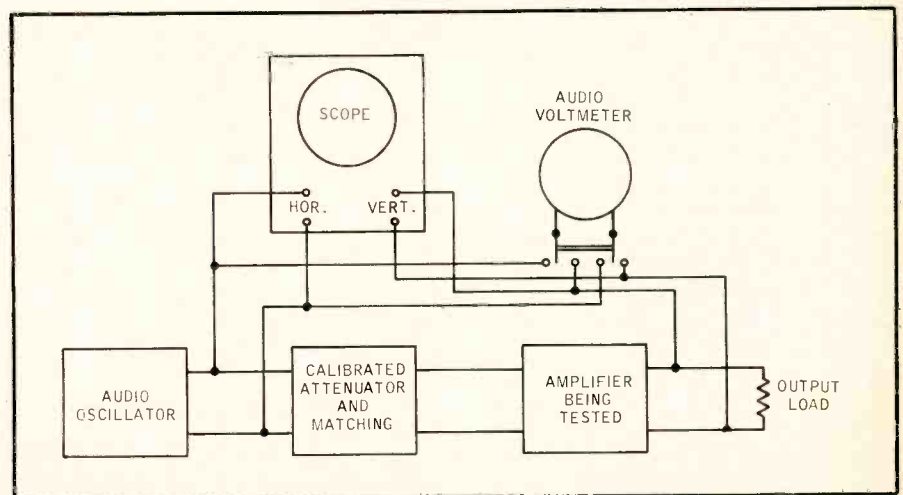 SCOPE
HOR.
VERT.
AUDIO
VOLTMETER
AUDIO
OSCILLATOR
CALIBRATED
ATTENUATOR
AND
MATCHING
AMPLIFIER
BEING
TESTED
OUTPUT
LOAD